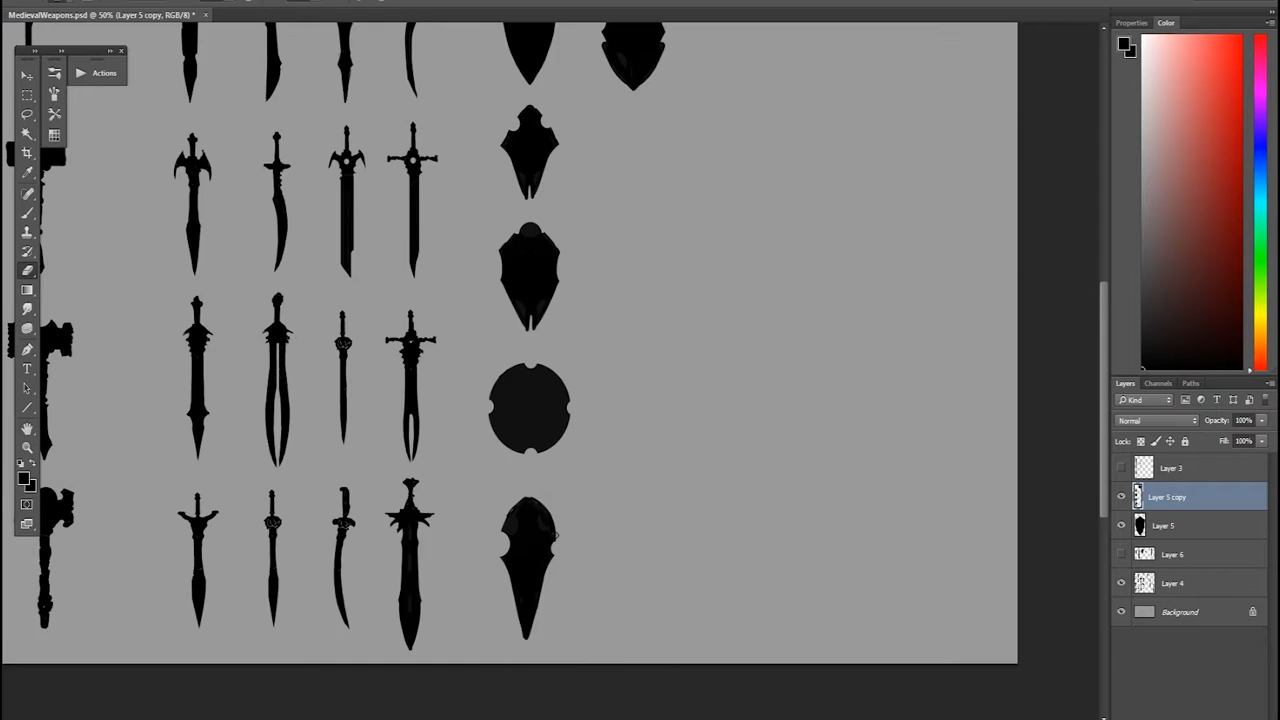 MedievalWeapons.psd @ 50% (Layer 5 copy, RGB/8) *
Actions
Properties
Color
Layers
Channels
Paths
Kind
Normal
Opacity: 100%
Lock:
Fill: 100%
Layer 3
Layer 5 copy
Layer 5
Layer 6
Layer 4
Background